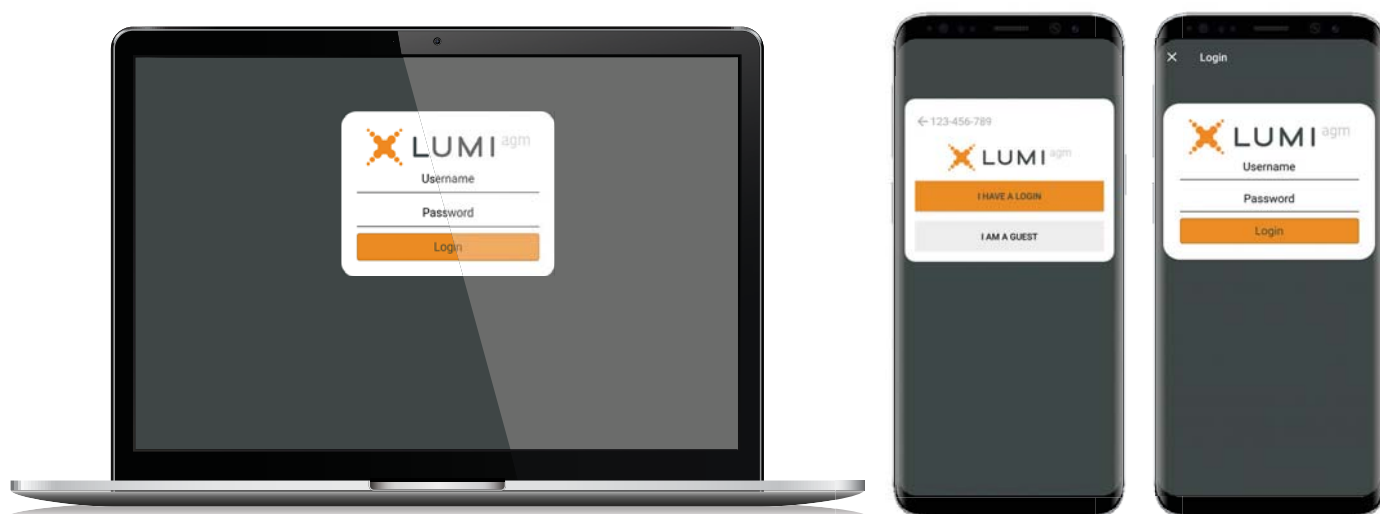 LUMI agm
Username
Password
Login
← 123-456-789
LUMI agm
I HAVE A LOGIN
I AM A GUEST
× Login
LUMI agm
Username
Password
Login